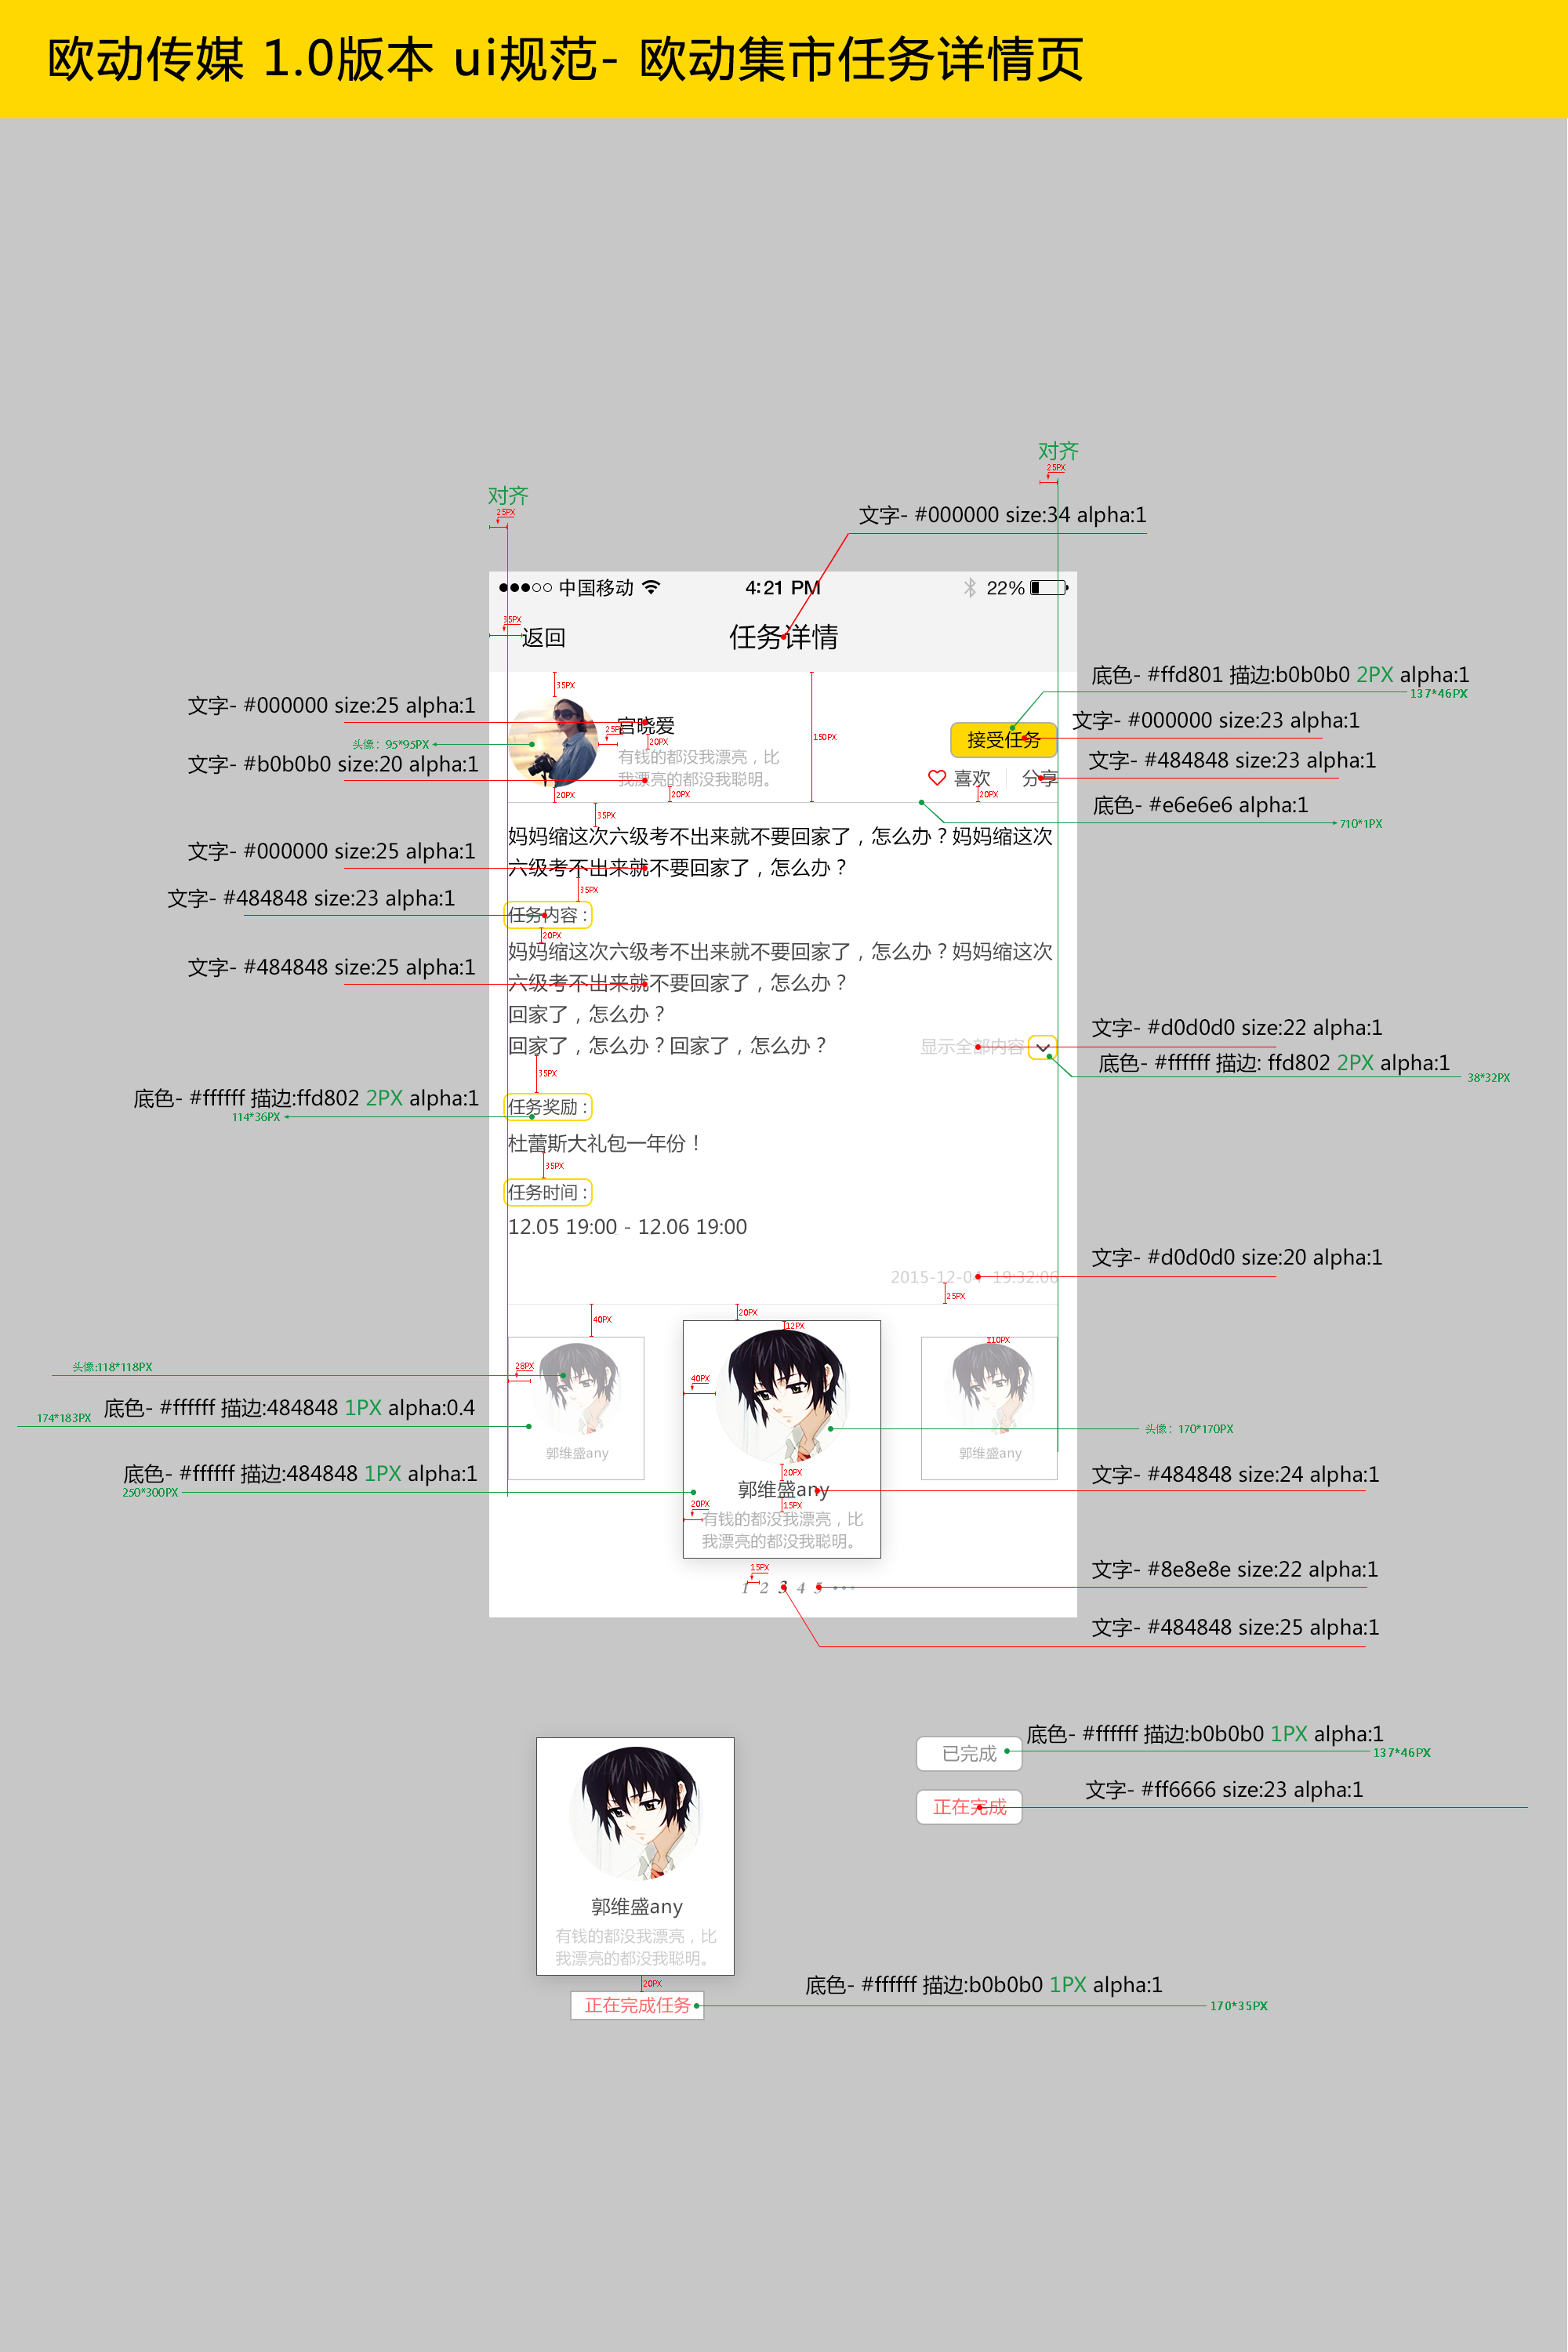 欧动传媒 1.0版本 ui规范- 欧动集市任务详情页
对齐
25PX
对齐
25PX
文字- #000000 size:34 alpha:1
中国移动 4:21 PM 22%
35PX
返回 任务详情
底色- #ffd801 描边:b0b0b0 2PX alpha:1
137*46PX
35PX
文字- #000000 size:25 alpha:1
宫晓爱
文字- #000000 size:23 alpha:1
25PX
20PX
150PX
接受任务
头像：95*95PX
有钱的都没我漂亮，比
我漂亮的都没我聪明。
文字- #b0b0b0 size:20 alpha:1
文字- #484848 size:23 alpha:1
喜欢 分享
20PX
20PX
20PX
底色- #e6e6e6 alpha:1
710*1PX
35PX
妈妈缩这次六级考不出来就不要回家了，怎么办？妈妈缩这次
六级考不出来就不要回家了，怎么办？
文字- #000000 size:25 alpha:1
35PX
文字- #484848 size:23 alpha:1
任务内容：
20PX
妈妈缩这次六级考不出来就不要回家了，怎么办？妈妈缩这次
六级考不出来就不要回家了，怎么办？
文字- #484848 size:25 alpha:1
回家了，怎么办？
回家了，怎么办？回家了，怎么办？
显示全部内容
文字- #d0d0d0 size:22 alpha:1
底色- #ffffff 描边: ffd802 2PX alpha:1
38*32PX
35PX
底色- #ffffff 描边:ffd802 2PX alpha:1
114*36PX
任务奖励：
杜蕾斯大礼包一年份！
35PX
任务时间：
12.05 19:00 - 12.06 19:00
文字- #d0d0d0 size:20 alpha:1
2015-12-04 19:32:06
25PX
40PX
20PX
12PX
10PX
头像:118*118PX
28PX
40PX
174*183PX
底色- #ffffff 描边:484848 1PX alpha:0.4
头像：170*170PX
郭维盛any
郭维盛any
底色- #ffffff 描边:484848 1PX alpha:1
250*300PX
20PX
郭维盛any
文字- #484848 size:24 alpha:1
20PX
15PX
有钱的都没我漂亮，比
我漂亮的都没我聪明。
15PX
文字- #8e8e8e size:22 alpha:1
1 2 3 4 5 •••
文字- #484848 size:25 alpha:1
底色- #ffffff 描边:b0b0b0 1PX alpha:1
137*46PX
已完成
文字- #ff6666 size:23 alpha:1
正在完成
郭维盛any
有钱的都没我漂亮，比
我漂亮的都没我聪明。
20PX
底色- #ffffff 描边:b0b0b0 1PX alpha:1
170*35PX
正在完成任务